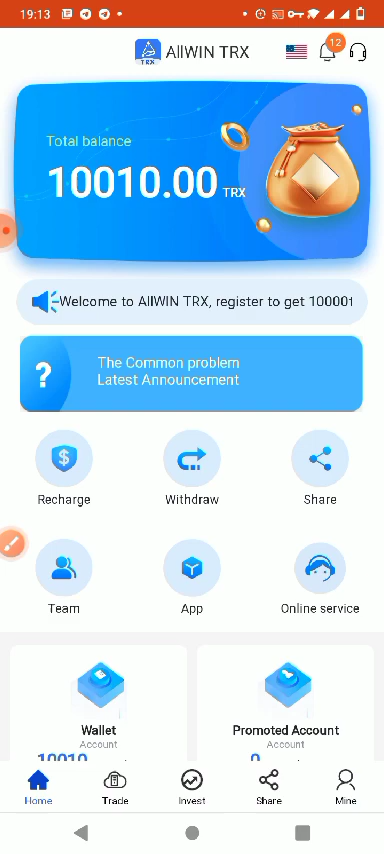 19:13
TRX
AllWIN TRX
12
Total balance
10010.00 TRX
Welcome to AllWIN TRX, register to get 10000
?
The Common problem
Latest Announcement
Recharge
Withdraw
Share
Team
App
Online service
Wallet
Account
10010
Promoted Account
Account
0
Home
Trade
Invest
Share
Mine